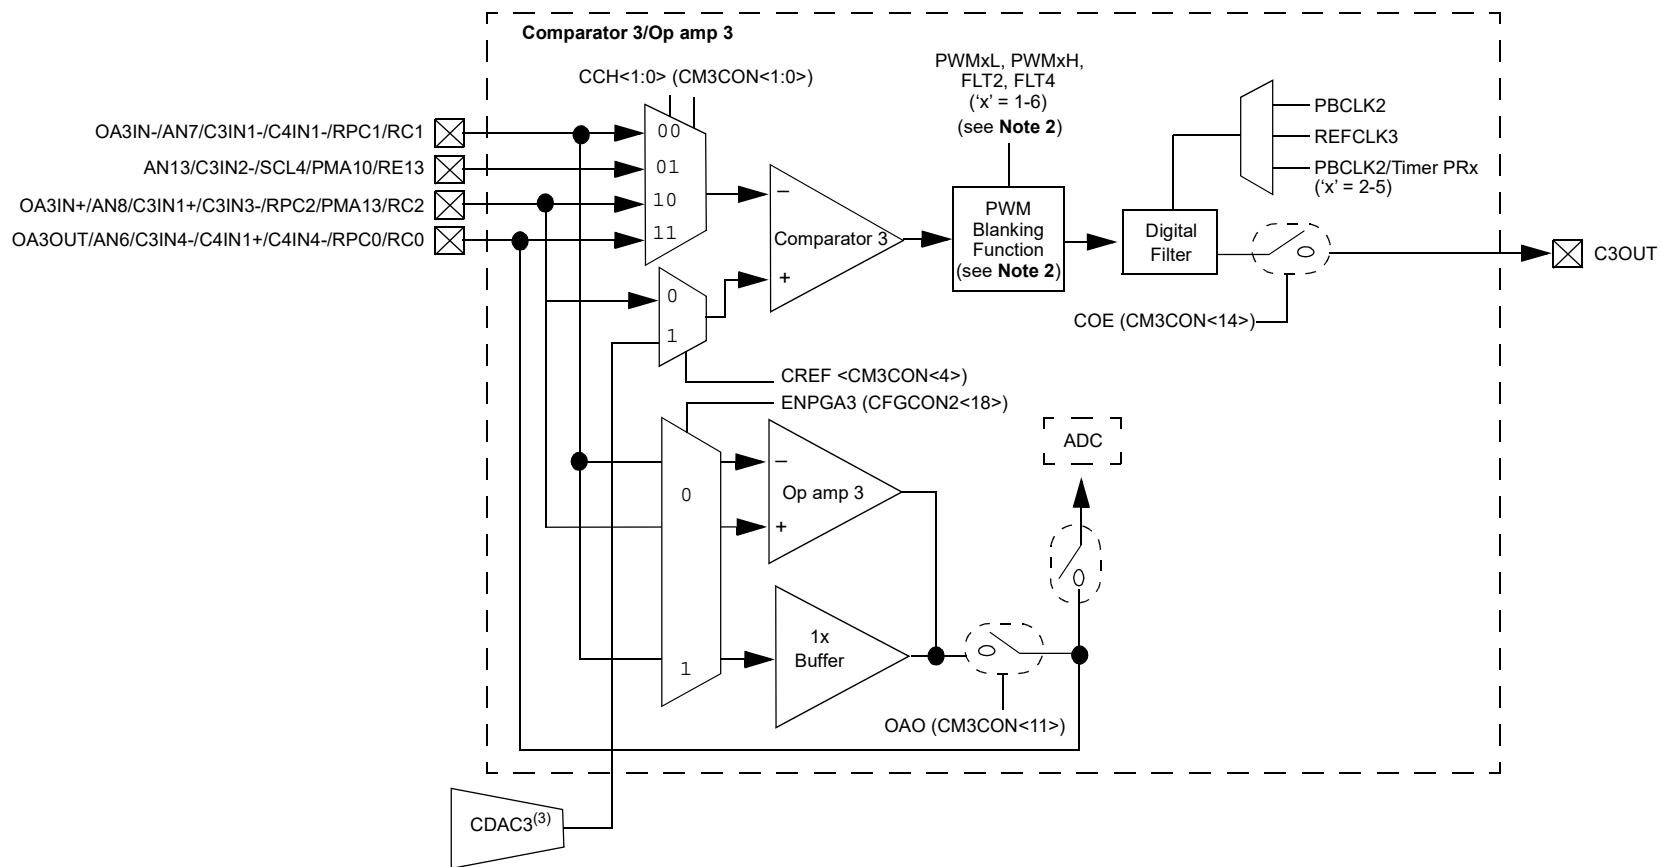 Comparator 3/Op amp 3
CCH<1:0> (CM3CON<1:0>)
PWMxL, PWMxH,
FLT2, FLT4
(‘x’ = 1-6)
(see Note 2)
PBCLK2
REFCLK3
PBCLK2/Timer PRx
(‘x’ = 2-5)
OA3IN-/AN7/C3IN1-/C4IN1-/RPC1/RC1
AN13/C3IN2-/SCL4/PMA10/RE13
OA3IN+/AN8/C3IN1+/C3IN3-/RPC2/PMA13/RC2
OA3OUT/AN6/C3IN4-/C4IN1+/C4IN4-/RPC0/RC0
00
01
10
11
–
Comparator 3
+
PWM
Blanking
Function
(see Note 2)
Digital
Filter
C3OUT
0
1
COE (CM3CON<14>)
CREF <CM3CON<4>)
ENPGA3 (CFGCON2<18>)
ADC
0
1
–
Op amp 3
+
1x
Buffer
OAO (CM3CON<11>)
CDAC3(3)